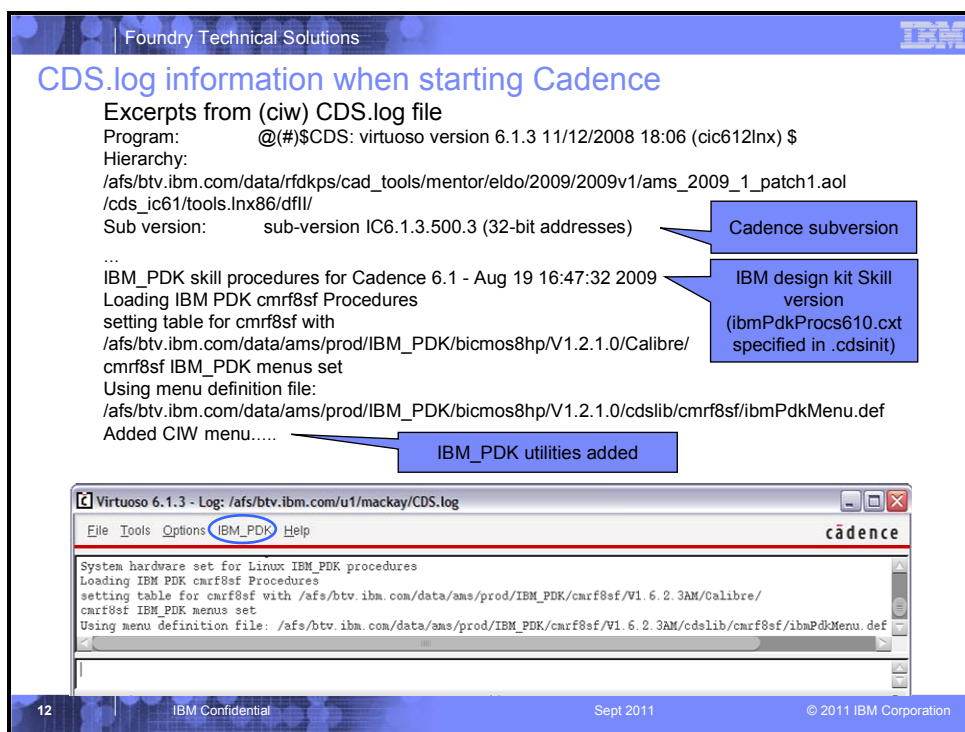 Foundry Technical Solutions
IBM
CDS.log information when starting Cadence
Excerpts from (ciw) CDS.log file
Program: @(#)$CDS: virtuoso version 6.1.3 11/12/2008 18:06 (cic612lnx) $
Hierarchy:
/afs/btv.ibm.com/data/rfdkps/cad_tools/mentor/eldo/2009/2009v1/ams_2009_1_patch1.aol
/cds_ic61/tools.lnx86/dfII/
Sub version: sub-version IC6.1.3.500.3 (32-bit addresses)
Cadence subversion
...
IBM_PDK skill procedures for Cadence 6.1 - Aug 19 16:47:32 2009
IBM design kit Skill
version
(ibmPdkProcs610.cxt
specified in .cdsinit)
Loading IBM PDK cmrf8sf Procedures
setting table for cmrf8sf with
/afs/btv.ibm.com/data/ams/prod/IBM_PDK/bicmos8hp/V1.2.1.0/Calibre/
cmrf8sf IBM_PDK menus set
Using menu definition file:
/afs/btv.ibm.com/data/ams/prod/IBM_PDK/bicmos8hp/V1.2.1.0/cdslib/cmrf8sf/ibmPdkMenu.def
Added CIW menu.....
IBM_PDK utilities added
Virtuoso 6.1.3 - Log: /afs/btv.ibm.com/u1/mackay/CDS.log
File Tools Options IBM_PDK Help
cādence
System hardware set for Linux IBM_PDK procedures
Loading IBM PDK cmrf8sf Procedures
setting table for cmrf8sf with /afs/btv.ibm.com/data/ams/prod/IBM_PDK/cmrf8sf/V1.6.2.3AM/Calibre/
cmrf8sf IBM_PDK menus set
Using menu definition file: /afs/btv.ibm.com/data/ams/prod/IBM_PDK/cmrf8sf/V1.6.2.3AM/cdslib/cmrf8sf/ibmPdkMenu.def
12
IBM Confidential
Sept 2011
© 2011 IBM Corporation